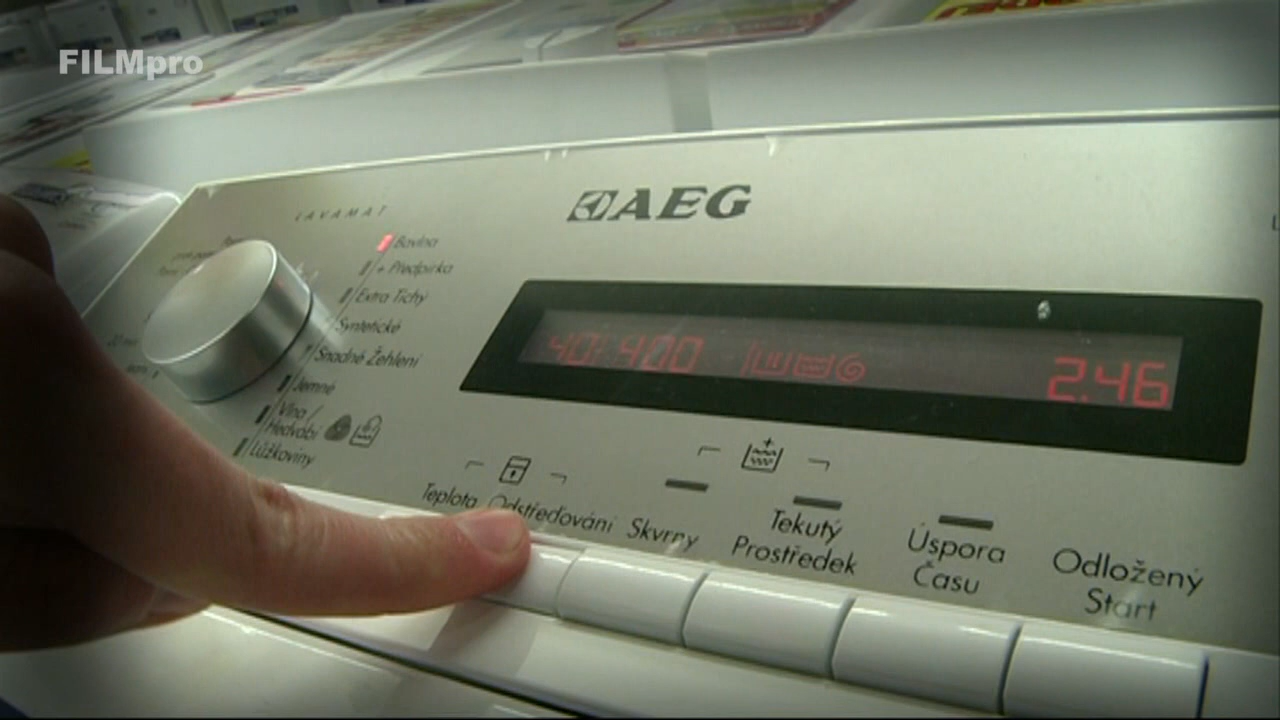 FILMpro
LAVAMAT
AEG
Bavlna
+ Předpírka
Extra Tichý
Syntetické
Snadné Žehlení
Jemné
Vlna/
Hedvábí
Lůžkoviny
40: 400
2.46
Teplota
Odstřeďování
Skvrny
Tekutý
Prostředek
Úspora
Času
Odložený
Start